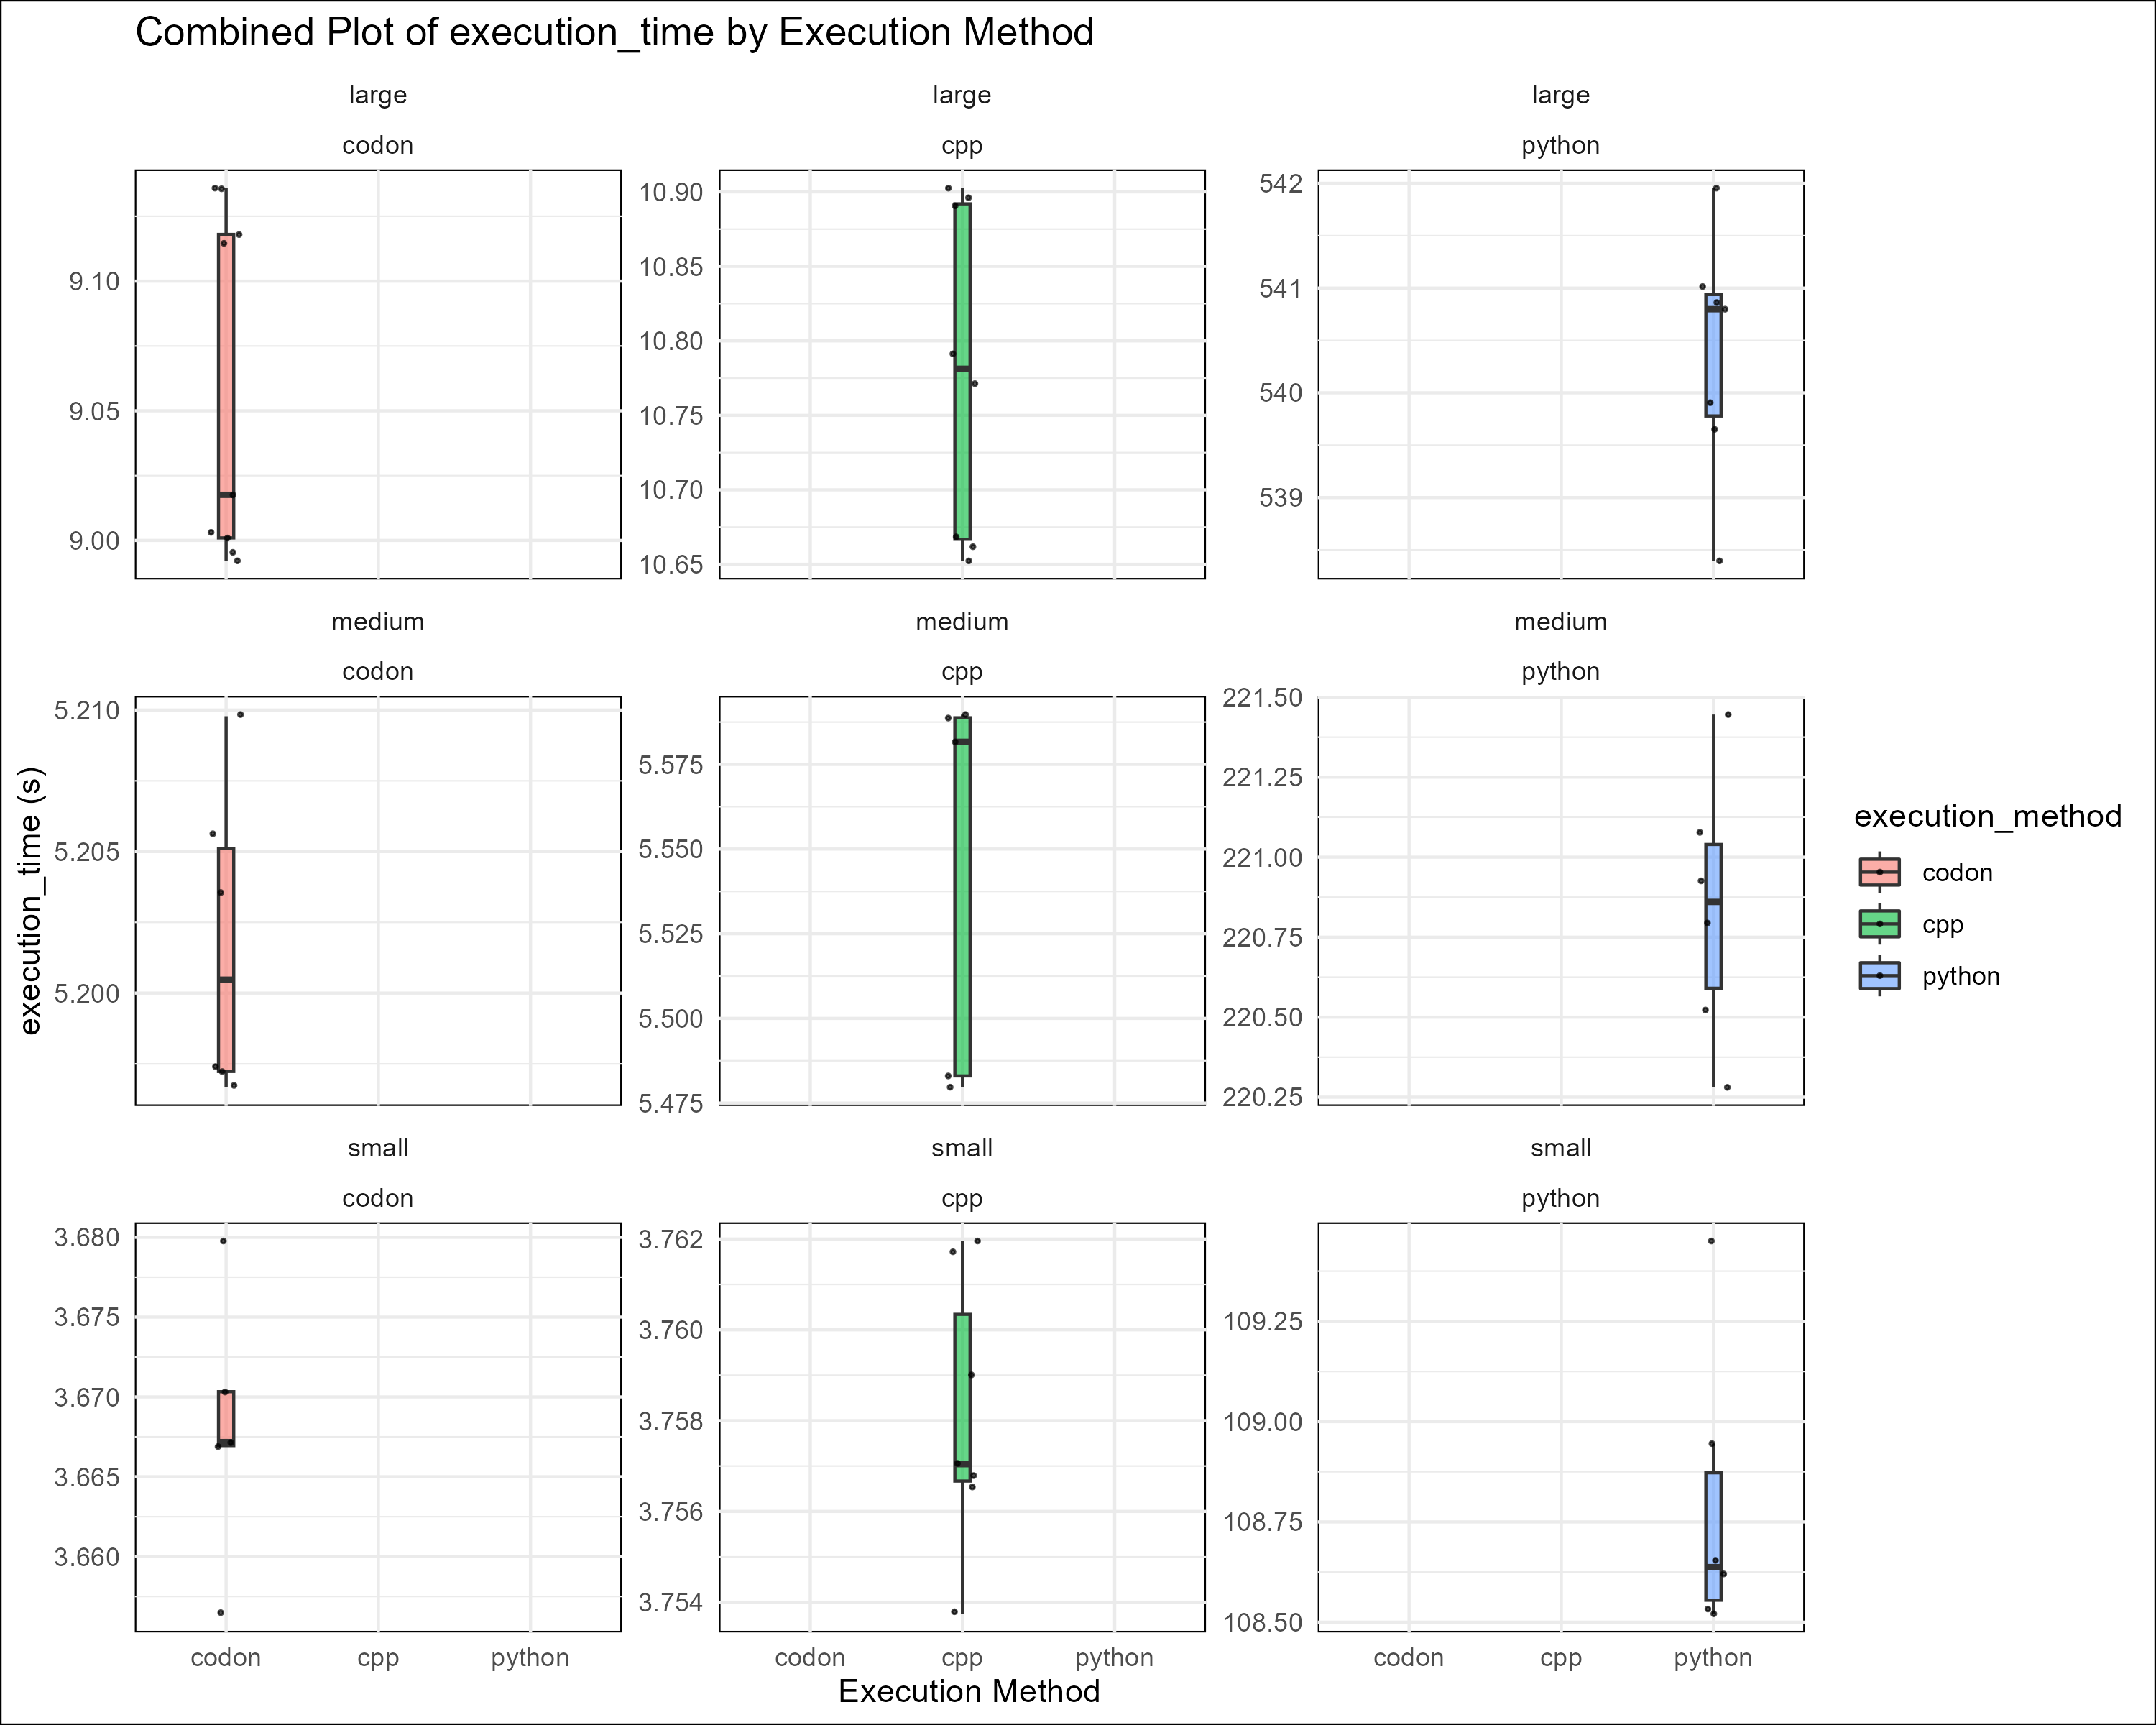 Combined Plot of execution_time by Execution Method
large
large
large
codon
cpp
python
9.10
9.05
9.00
10.90
10.85
10.80
10.75
10.70
10.65
542
541
540
539
medium
medium
medium
codon
cpp
python
5.210
5.205
5.200
5.575
5.550
5.525
5.500
5.475
221.50
221.25
221.00
220.75
220.50
220.25
small
small
small
codon
cpp
python
3.680
3.675
3.670
3.665
3.660
3.762
3.760
3.758
3.756
3.754
109.25
109.00
108.75
108.50
codon cpp python
codon cpp python
codon cpp python
Execution Method
execution_time (s)
execution_method
codon
cpp
python